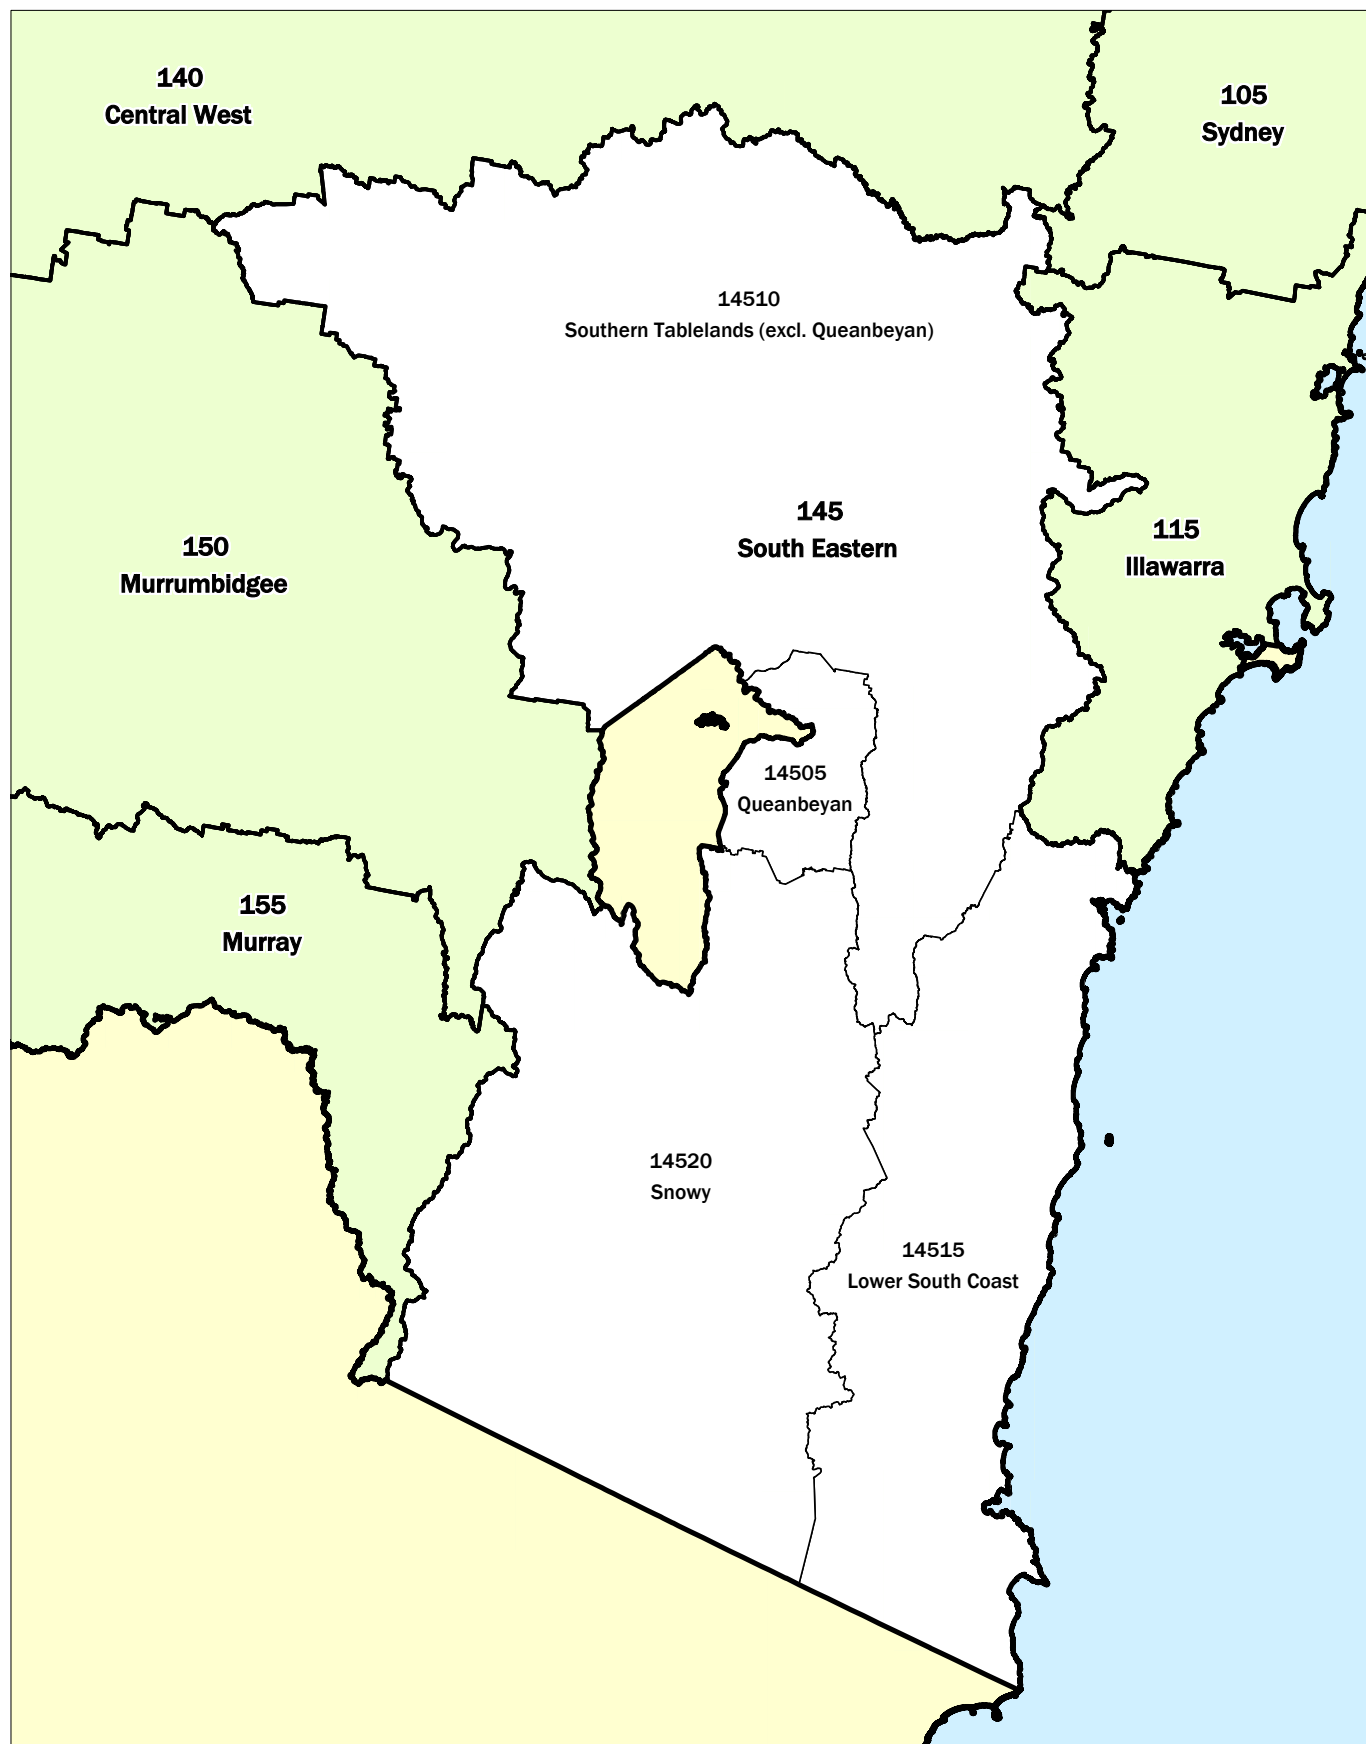 140
Central West
105
Sydney
14510
Southern Tablelands (excl. Queanbeyan)
145
South Eastern
115
Illawarra
150
Murrumbidgee
14505
Queanbeyan
155
Murray
14520
Snowy
14515
Lower South Coast